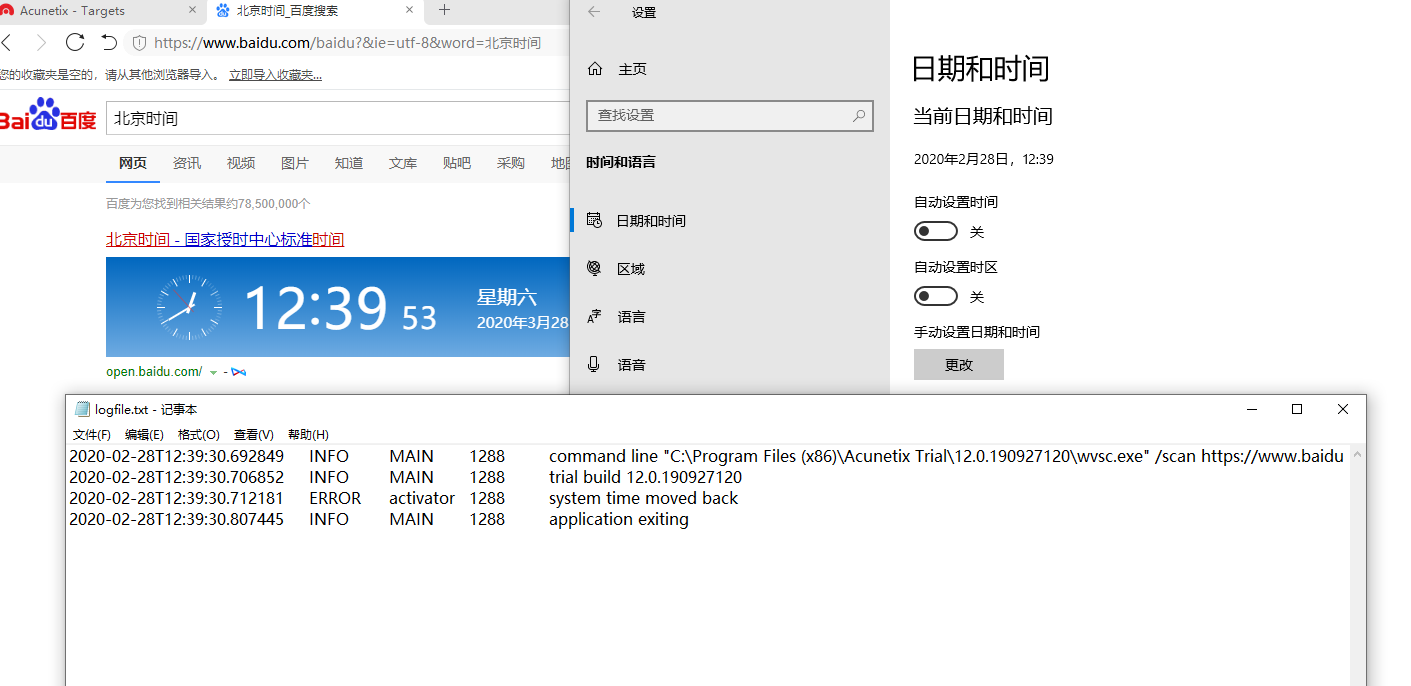 Acunetix - Targets
北京时间_百度搜索
https://www.baidu.com/baidu?&ie=utf-8&word=北京时间
您的收藏夹是空的，请从其他浏览器导入。 立即导入收藏夹...
Bai du 百度
北京时间
网页 资讯 视频 图片 知道 文库 贴吧 采购 地图
百度为您找到相关结果约78,500,000个
北京时间 - 国家授时中心标准时间
12:39 53
星期六
2020年3月28
open.baidu.com/ -
设置
主页
查找设置
时间和语言
日期和时间
区域
语言
语音
日期和时间
当前日期和时间
2020年2月28日，12:39
自动设置时间
关
自动设置时区
关
手动设置日期和时间
更改
logfile.txt - 记事本
文件(F) 编辑(E) 格式(O) 查看(V) 帮助(H)
2020-02-28T12:39:30.692849 INFO MAIN 1288 command line "C:\Program Files (x86)\Acunetix Trial\12.0.190927120\wvsc.exe" /scan https://www.baidu
2020-02-28T12:39:30.706852 INFO MAIN 1288 trial build 12.0.190927120
2020-02-28T12:39:30.712181 ERROR activator 1288 system time moved back
2020-02-28T12:39:30.807445 INFO MAIN 1288 application exiting